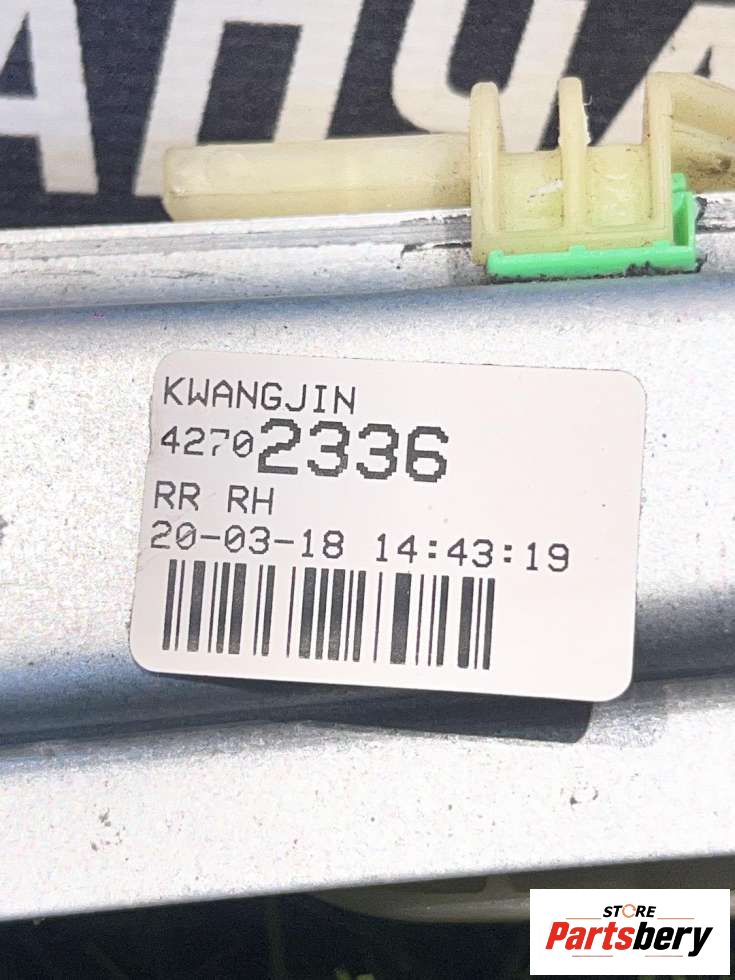 KWANGJIN
42702336
RR RH
20-03-18 14:43:19
STORE
Partsbery